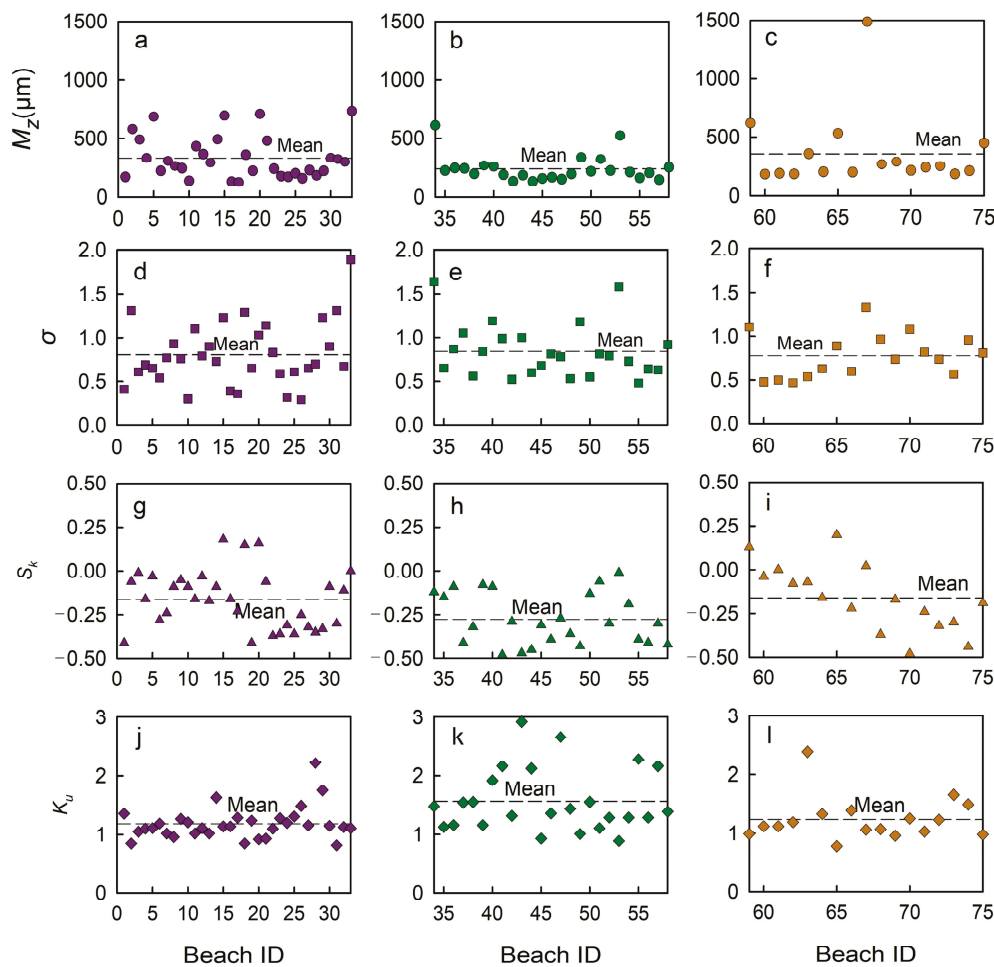 1500 1500 1500
a b c
1000 1000 1000
Mz(μm)
500 500 500
Mean Mean Mean
0 0 0
0 5 10 15 20 25 30 35 40 45 50 55 60 65 70 75
2.0 2.0 2.0
d e f
1.5 1.5 1.5
σ
1.0 1.0 1.0
Mean Mean Mean
0.5 0.5 0.5
0.0 0.0 0.0
0 5 10 15 20 25 30 35 40 45 50 55 60 65 70 75
0.50 0.50 0.50
g h i
0.25 0.25 0.25
Sk
0.00 0.00 0.00
Mean Mean Mean
−0.25 −0.25 −0.25
−0.50 −0.50 −0.50
0 5 10 15 20 25 30 35 40 45 50 55 60 65 70 75
3 3 3
j k l
2 2 2
Ku
Mean Mean Mean
1 1 1
0 0 0
0 5 10 15 20 25 30 35 40 45 50 55 60 65 70 75
Beach ID Beach ID Beach ID